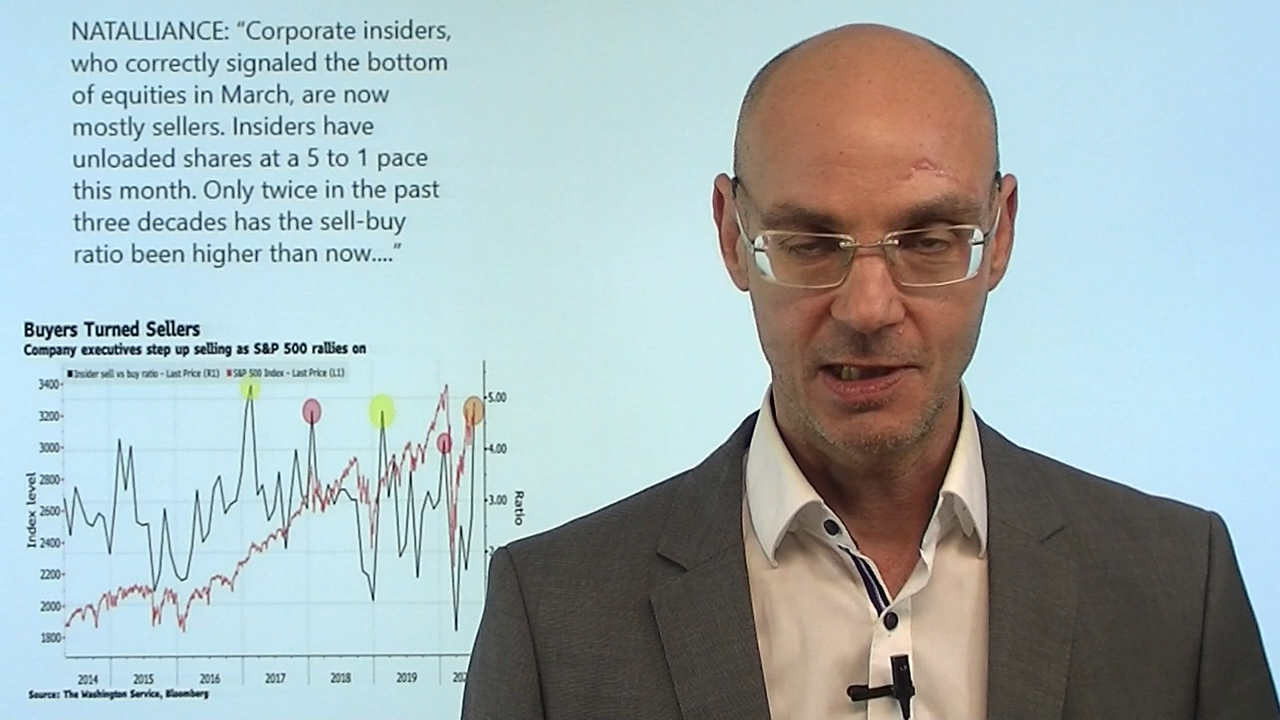 NATALLIANCE: “Corporate insiders,
who correctly signaled the bottom
of equities in March, are now
mostly sellers. Insiders have
unloaded shares at a 5 to 1 pace
this month. Only twice in the past
three decades has the sell-buy
ratio been higher than now....”
Buyers Turned Sellers
Company executives step up selling as S&P 500 rallies on
Insider sell vs buy ratio - Last Price (R1) S&P 500 Index - Last Price (L1)
3400
3200
3000
2800
2600
2400
2200
2000
1800
Index level
5.00
4.00
3.00
Ratio
2014 2015 2016 2017 2018 2019
Source: The Washington Service, Bloomberg